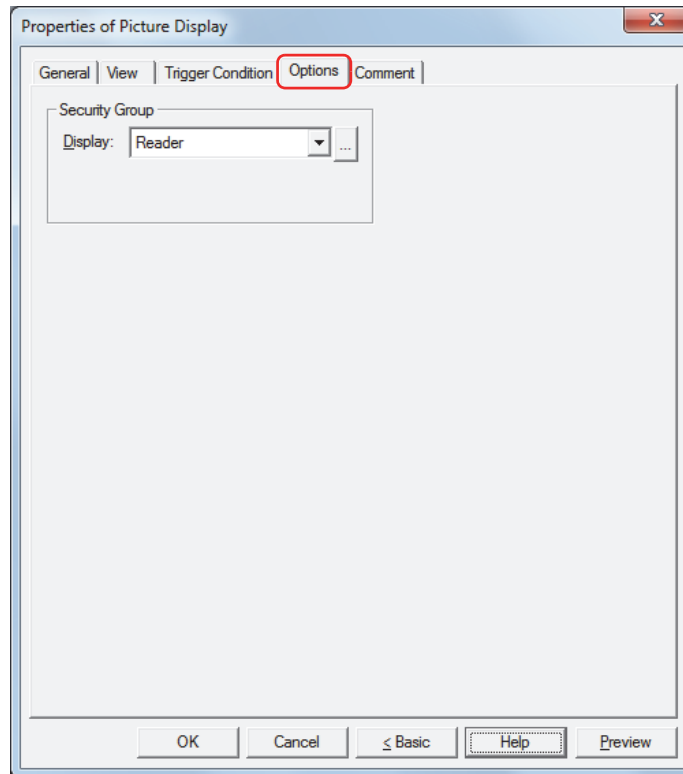 Properties of Picture Display
General View Trigger Condition Options Comment
Security Group
Display: Reader ...
OK Cancel < Basic Help Preview